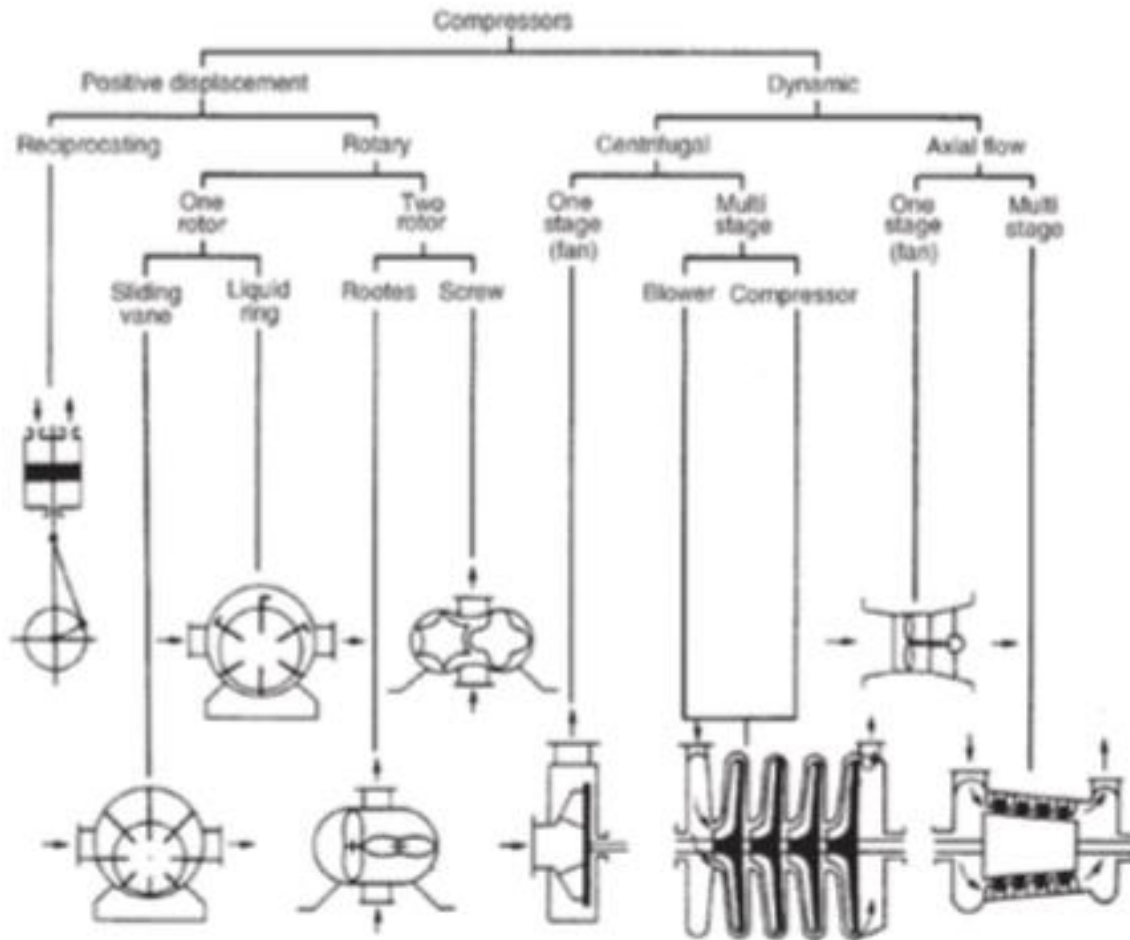 Compressors
Positive displacement
Dynamic
Reciprocating
Rotary
Centrifugal
Axial flow
One
rotor
Two
rotor
One
stage
(fan)
Multi
stage
One
stage
(fan)
Multi
stage
Sliding
vane
Liquid
ring
Rootes
Screw
Blower
Compressor